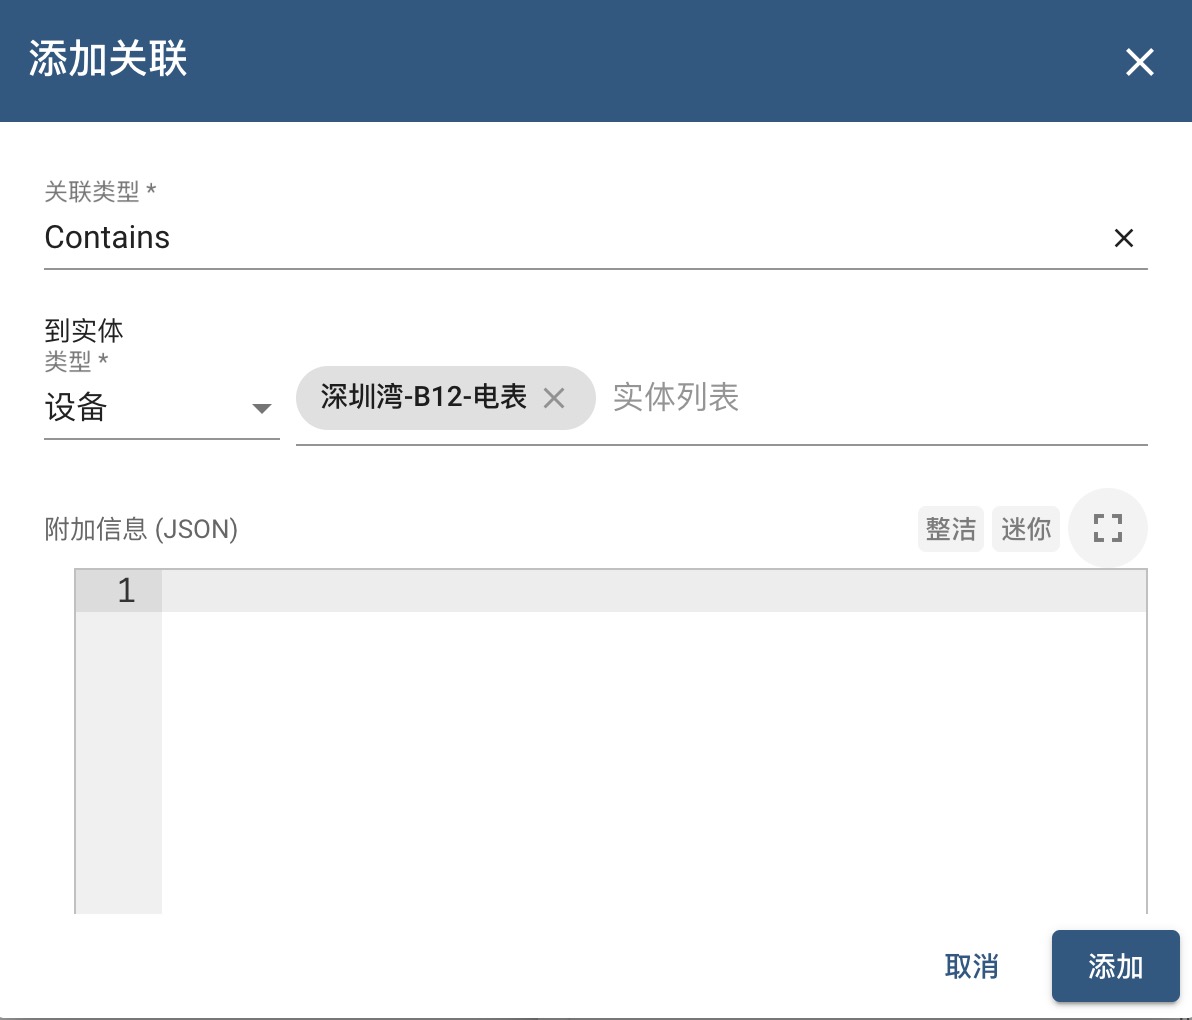 添加关联
关联类型 *
Contains
到实体
类型 *
设备
深圳湾-B12-电表
实体列表
附加信息 (JSON)
整洁
迷你
1
取消
添加